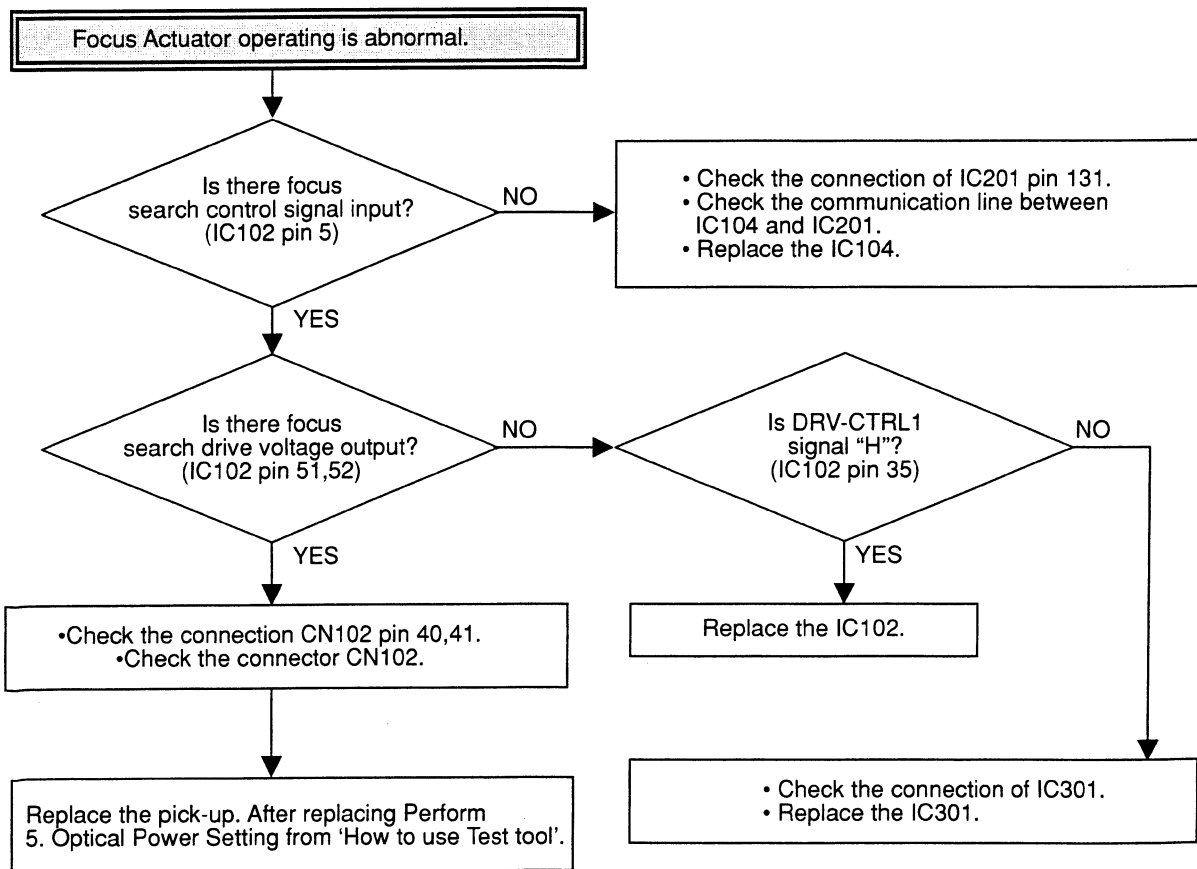 Focus Actuator operating is abnormal.
Is there focus
search control signal input?
(IC102 pin 5)
NO
• Check the connection of IC201 pin 131.
• Check the communication line between
IC104 and IC201.
• Replace the IC104.
YES
Is there focus
search drive voltage output?
(IC102 pin 51,52)
NO
Is DRV-CTRL1
signal “H”?
(IC102 pin 35)
NO
YES
YES
•Check the connection CN102 pin 40,41.
•Check the connector CN102.
Replace the IC102.
Replace the pick-up. After replacing Perform
5. Optical Power Setting from ‘How to use Test tool’.
• Check the connection of IC301.
• Replace the IC301.